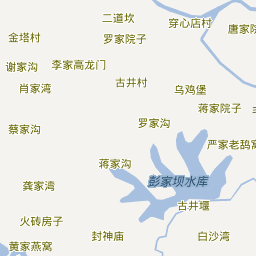 二道坎
穿心店村
唐家院
金塔村
罗家院子
谢家沟
李家高龙门
肖家湾
古井村
乌鸡堡
蒋家院子
蔡家沟
罗家沟
严家老鸹窝
蒋家沟
龚家湾
彭家坝水库
古井堰
火砖房子
封神庙
白沙湾
黄家燕窝